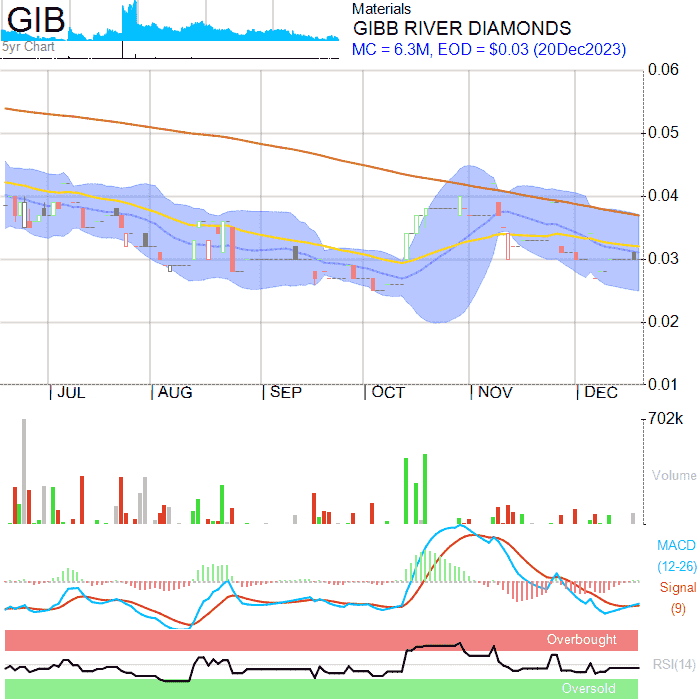 GIB
5yr Chart
Materials
GIBB RIVER DIAMONDS
MC = 6.3M, EOD = $0.03 (20Dec2023)
0.06
0.05
0.04
0.03
0.02
0.01
JUL AUG SEP OCT NOV DEC
702k
Volume
MACD
(12-26)
Signal
(9)
Overbought
RSI(14)
Oversold